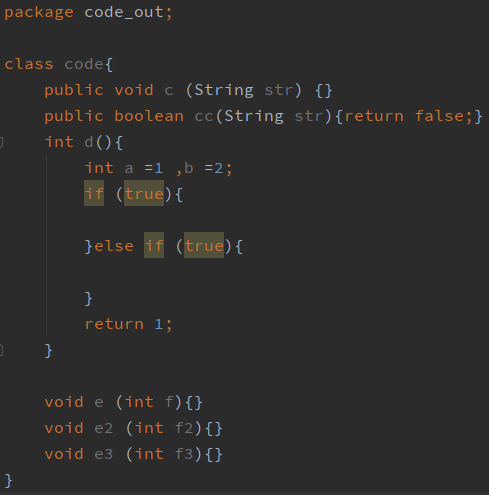 package code_out;
class code{
public void c (String str) {}
public boolean cc(String str){return false;}
int d(){
int a =1 ,b =2;
if (true){
}else if (true){
}
return 1;
}
void e (int f){}
void e2 (int f2){}
void e3 (int f3){}
}